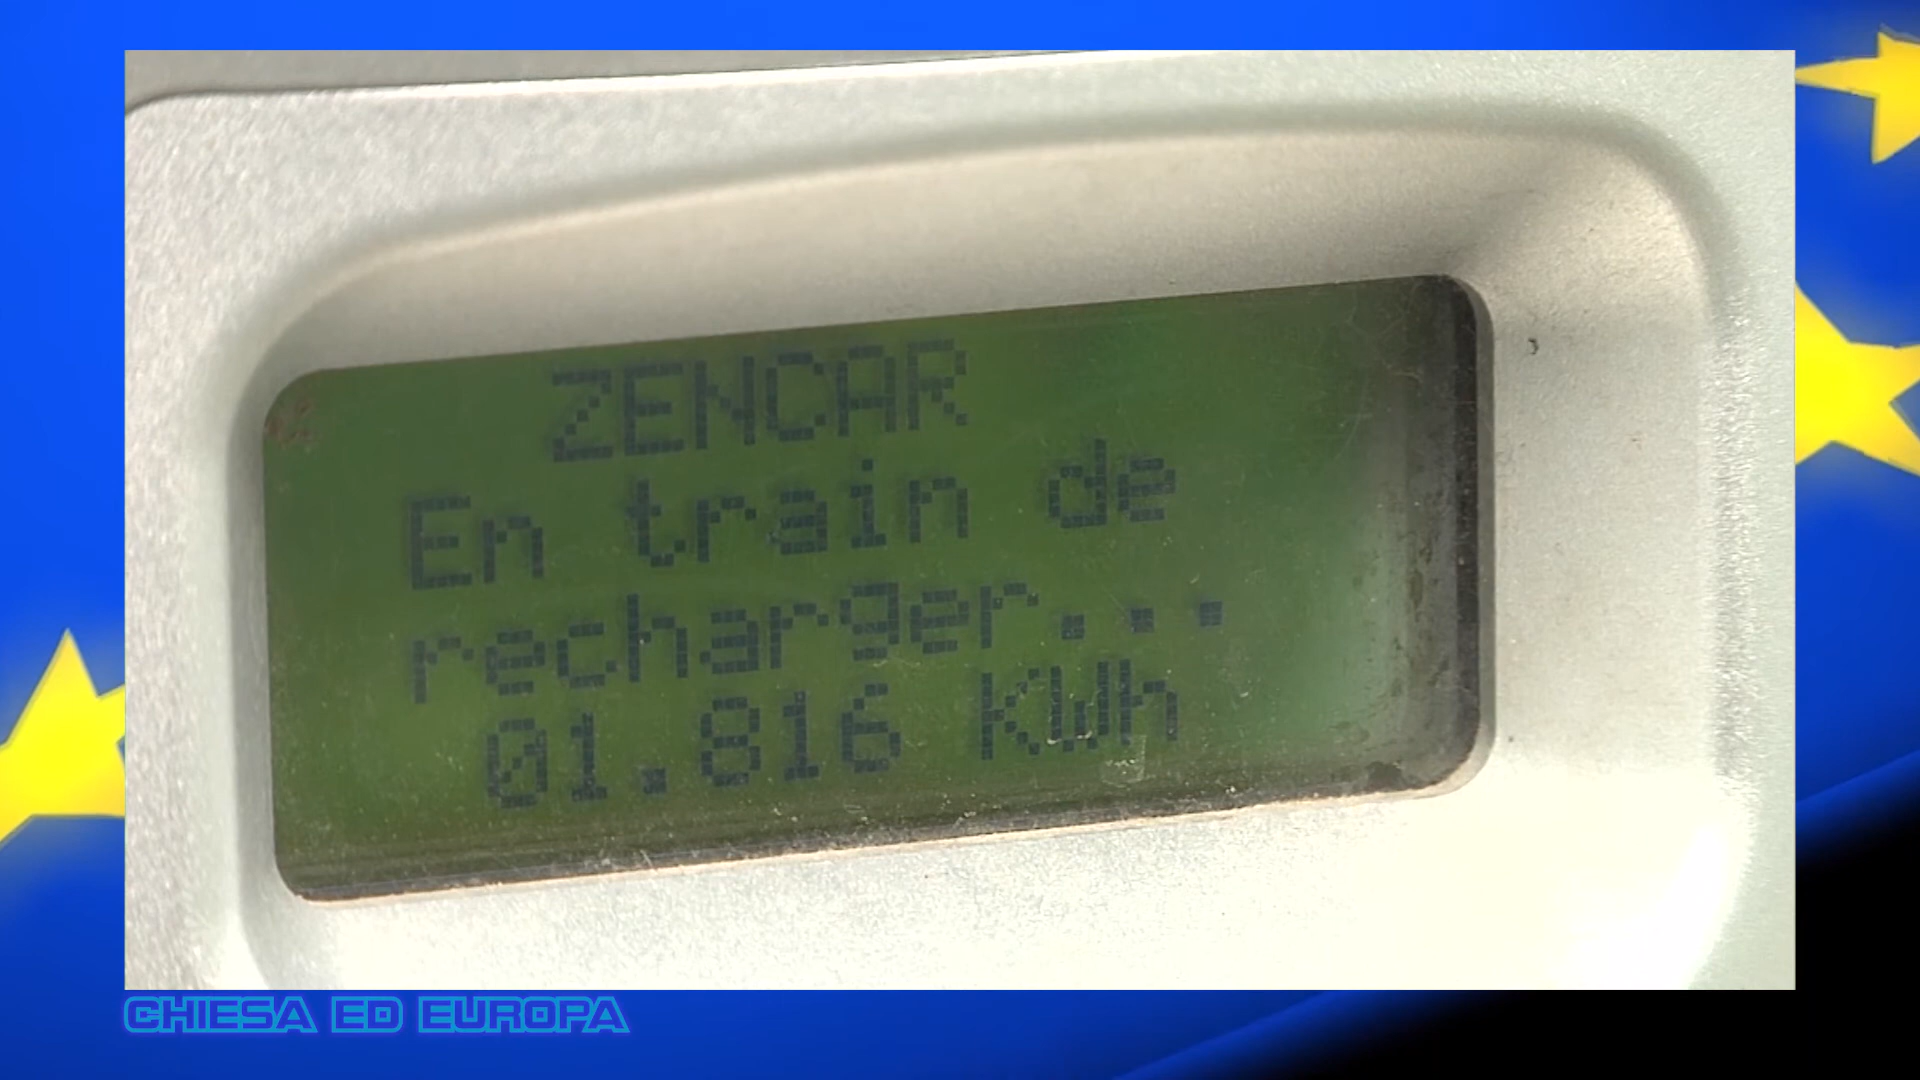 ZENCAR
En train de
recharger...
01.816 KWh
CHIESA ED EUROPA